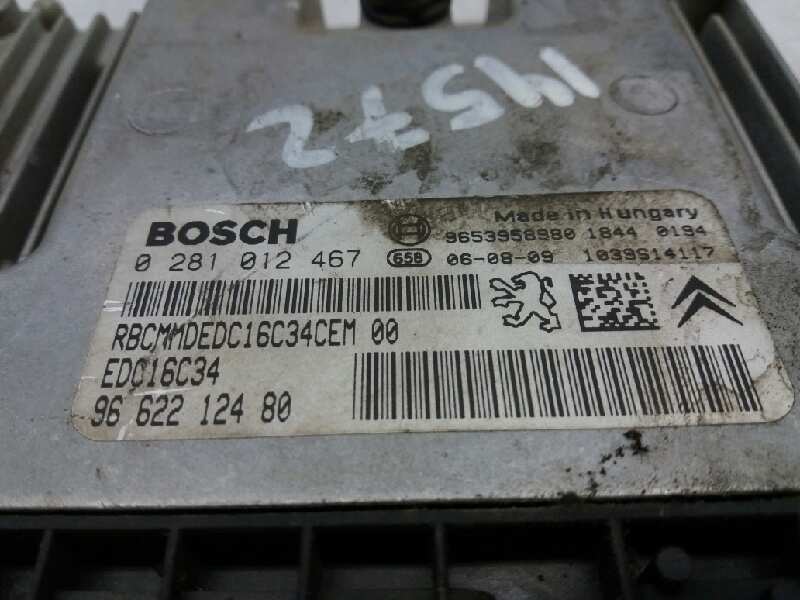 14572
BOSCH
Made in Hungary
9653958980 1844 0194
0 281 012 467
658 06-08-09 1039S14117
RBCMMDEDC16C34CEM 00
EDC16C34
96 622 124 80